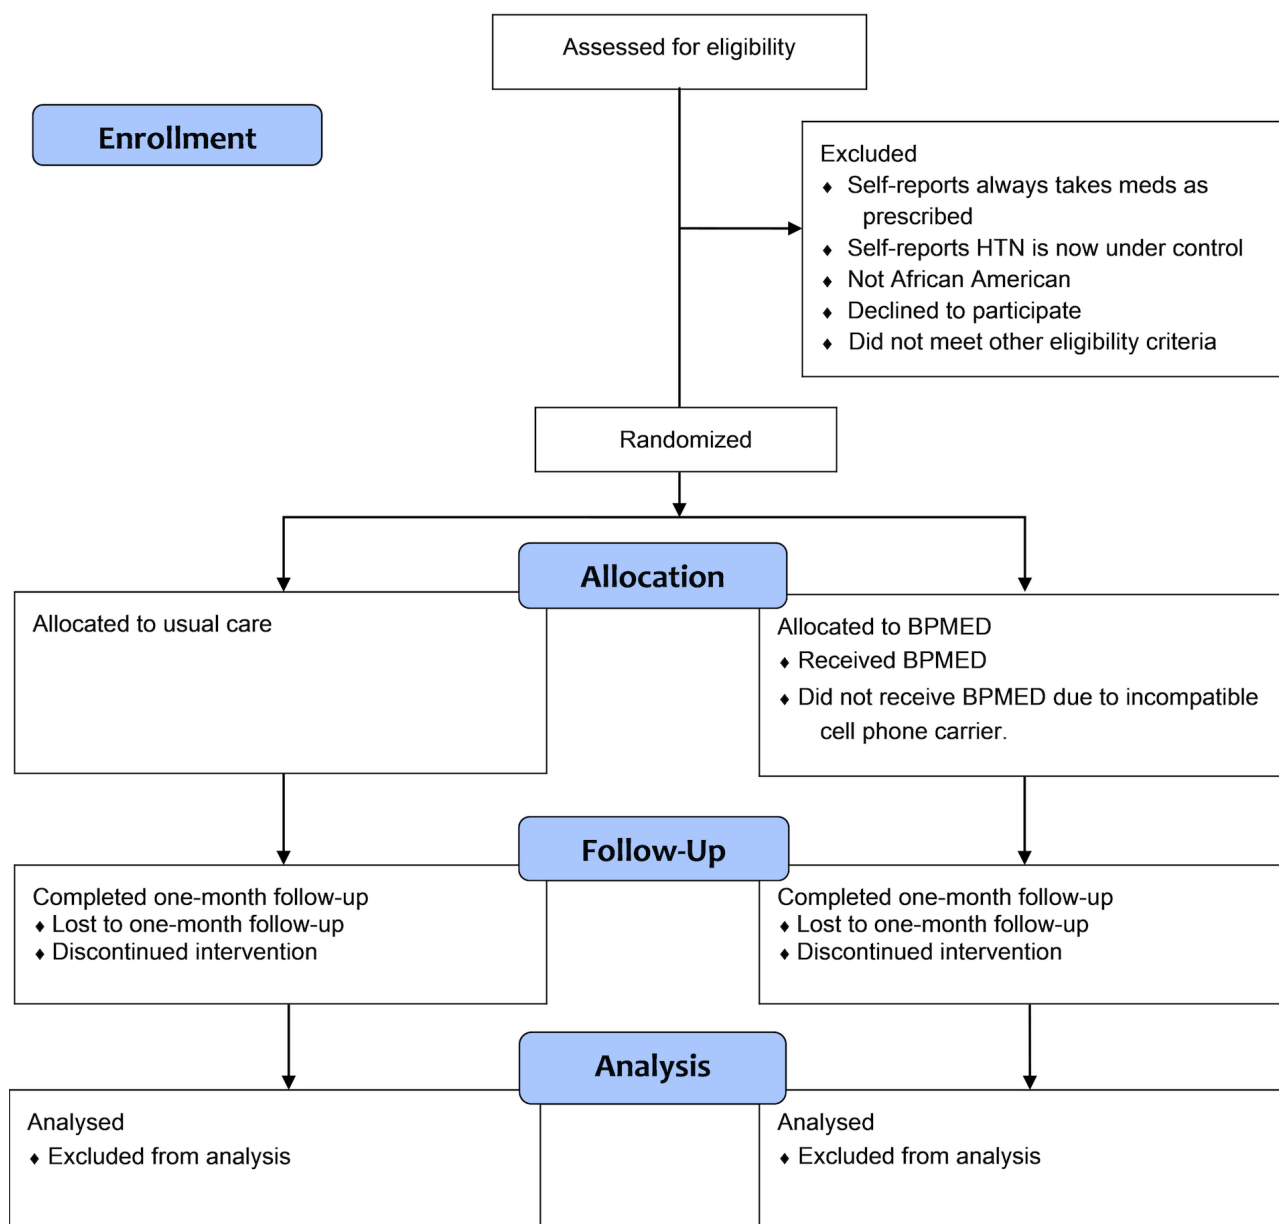 Assessed for eligibility
Enrollment
Excluded
♦ Self-reports always takes meds as
prescribed
♦ Self-reports HTN is now under control
♦ Not African American
♦ Declined to participate
♦ Did not meet other eligibility criteria
Randomized
Allocation
Allocated to usual care
Allocated to BPMED
♦ Received BPMED
♦ Did not receive BPMED due to incompatible
cell phone carrier.
Follow-Up
Completed one-month follow-up
♦ Lost to one-month follow-up
♦ Discontinued intervention
Completed one-month follow-up
♦ Lost to one-month follow-up
♦ Discontinued intervention
Analysis
Analysed
♦ Excluded from analysis
Analysed
♦ Excluded from analysis